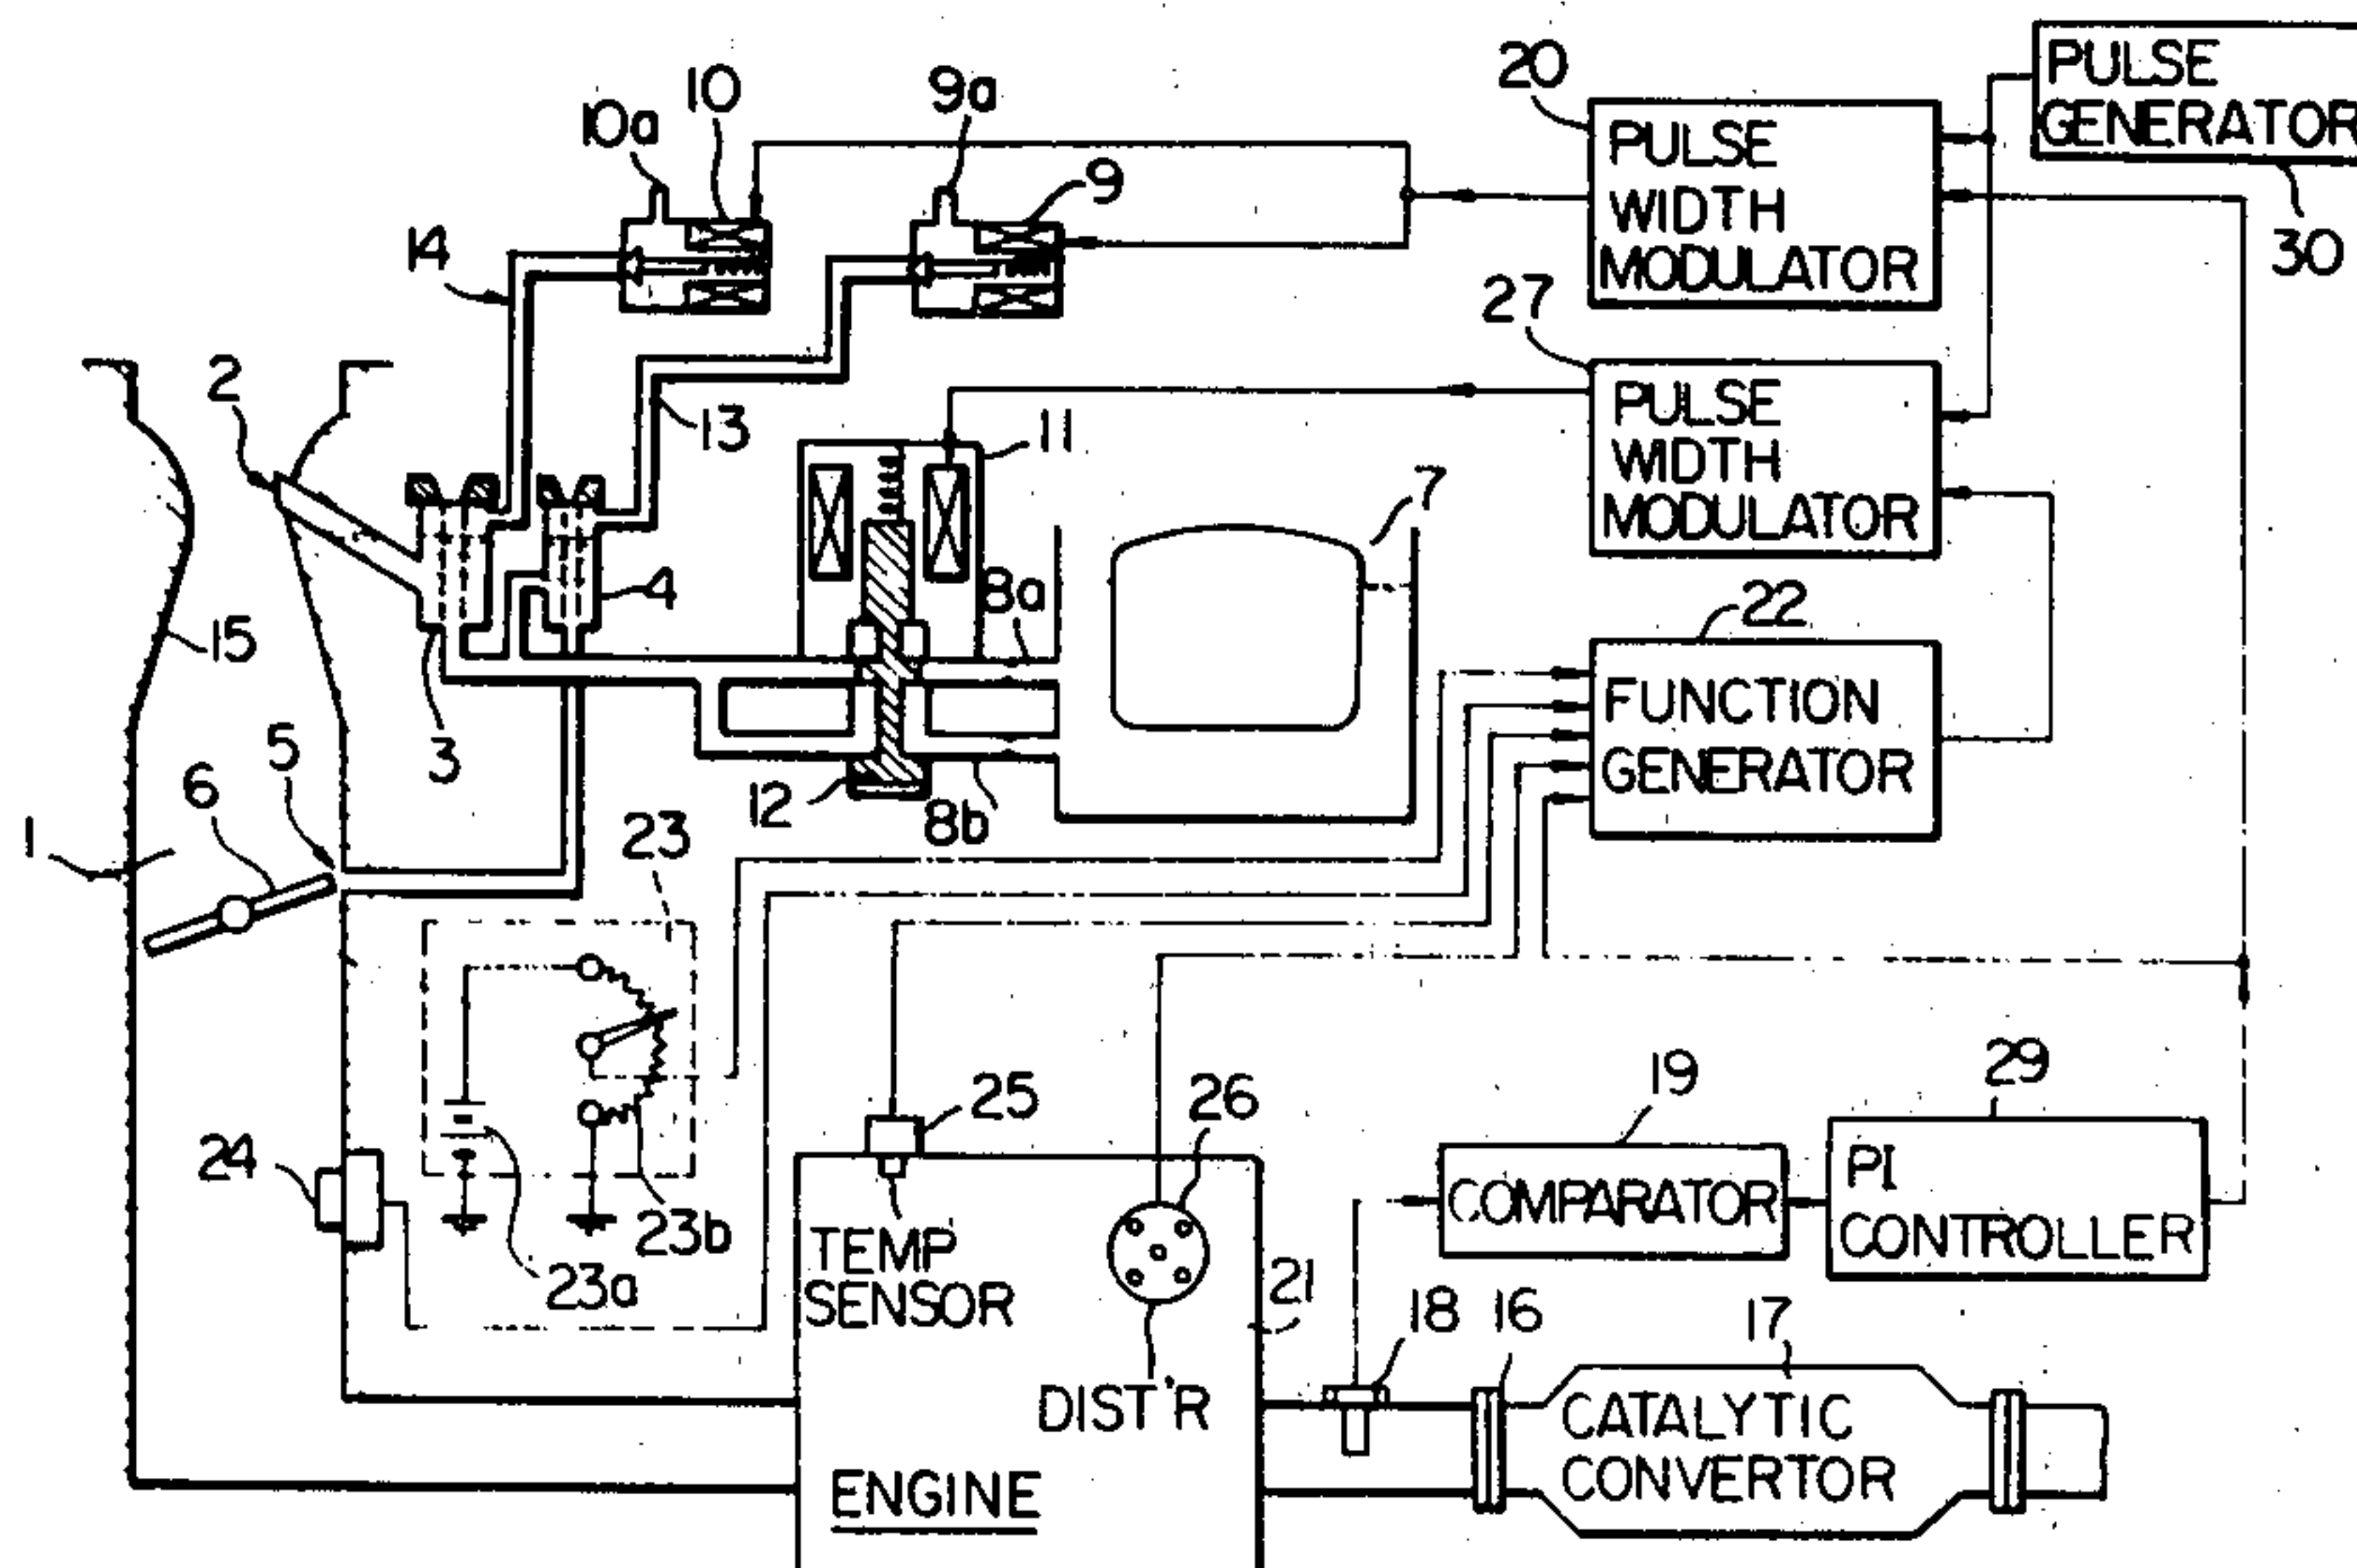 PULSE
GENERATOR
30
20
PULSE
WIDTH
MODULATOR
10
10a
9a
9
14
27
PULSE
WIDTH
MODULATOR
2
13
11
7
4
8a
22
15
FUNCTION
GENERATOR
3
5
6
12
8b
1
23
25
26
19
29
24
23b
23a
COMPARATOR
PI
CONTROLLER
TEMP
SENSOR
21
18
16
17
DIST'R
CATALYTIC
CONVERTOR
ENGINE